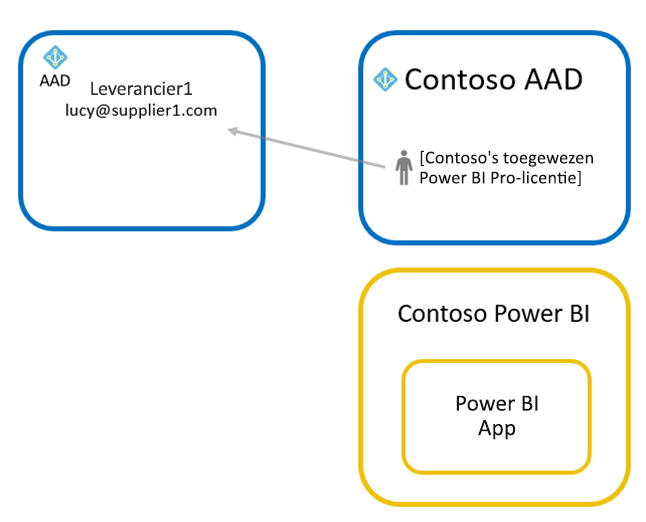 AAD
Leverancier1
lucy@supplier1.com
Contoso AAD
[Contoso's toegewezen
Power BI Pro-licentie]
Contoso Power BI
Power BI
App